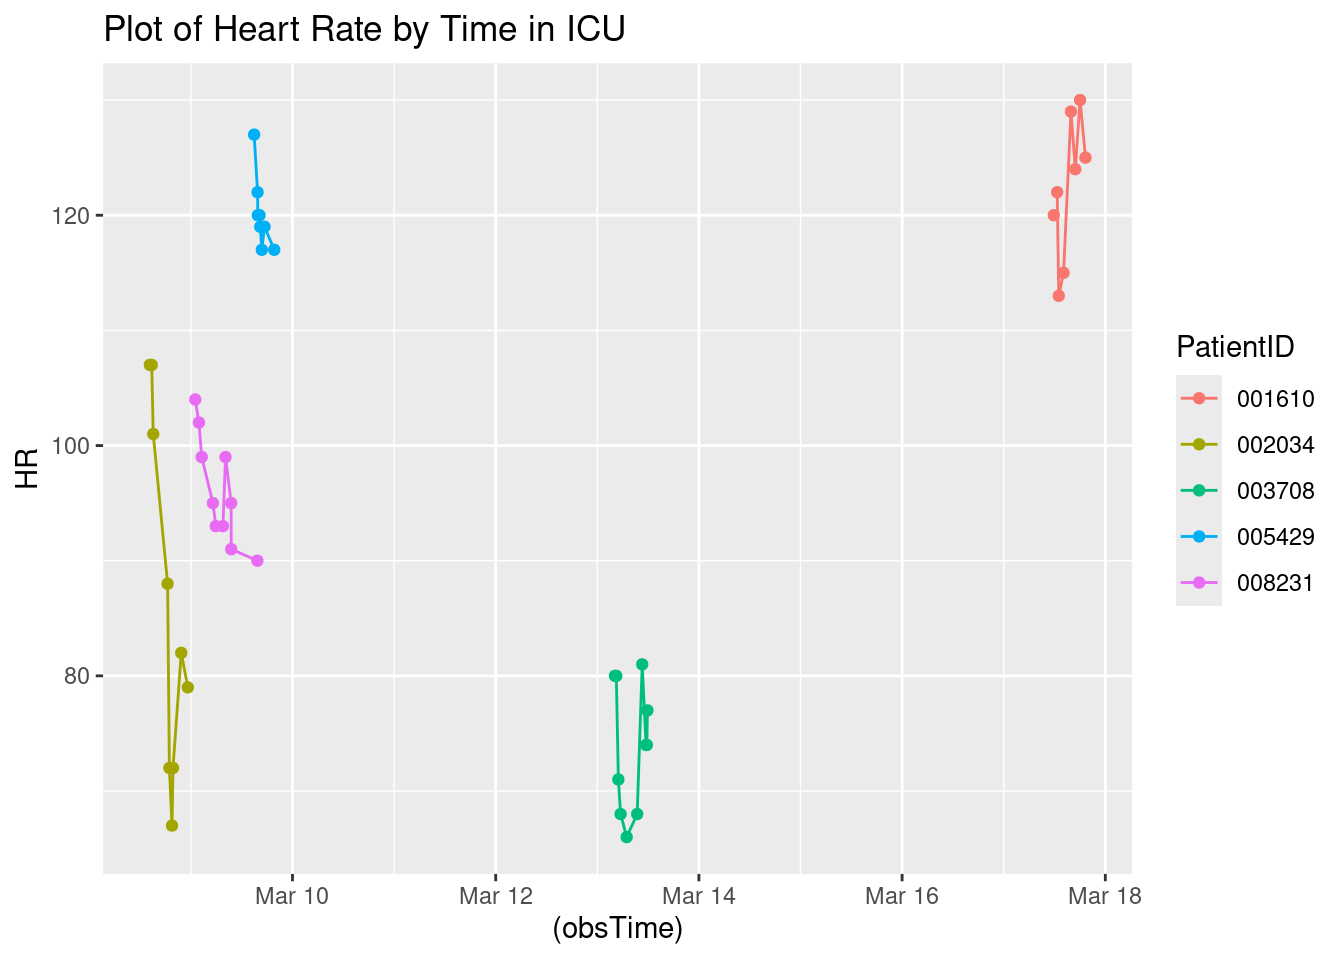 Plot of Heart Rate by Time in ICU
HR
120
100
80
Mar 10
Mar 12
Mar 14
Mar 16
Mar 18
(obsTime)
PatientID
001610
002034
003708
005429
008231